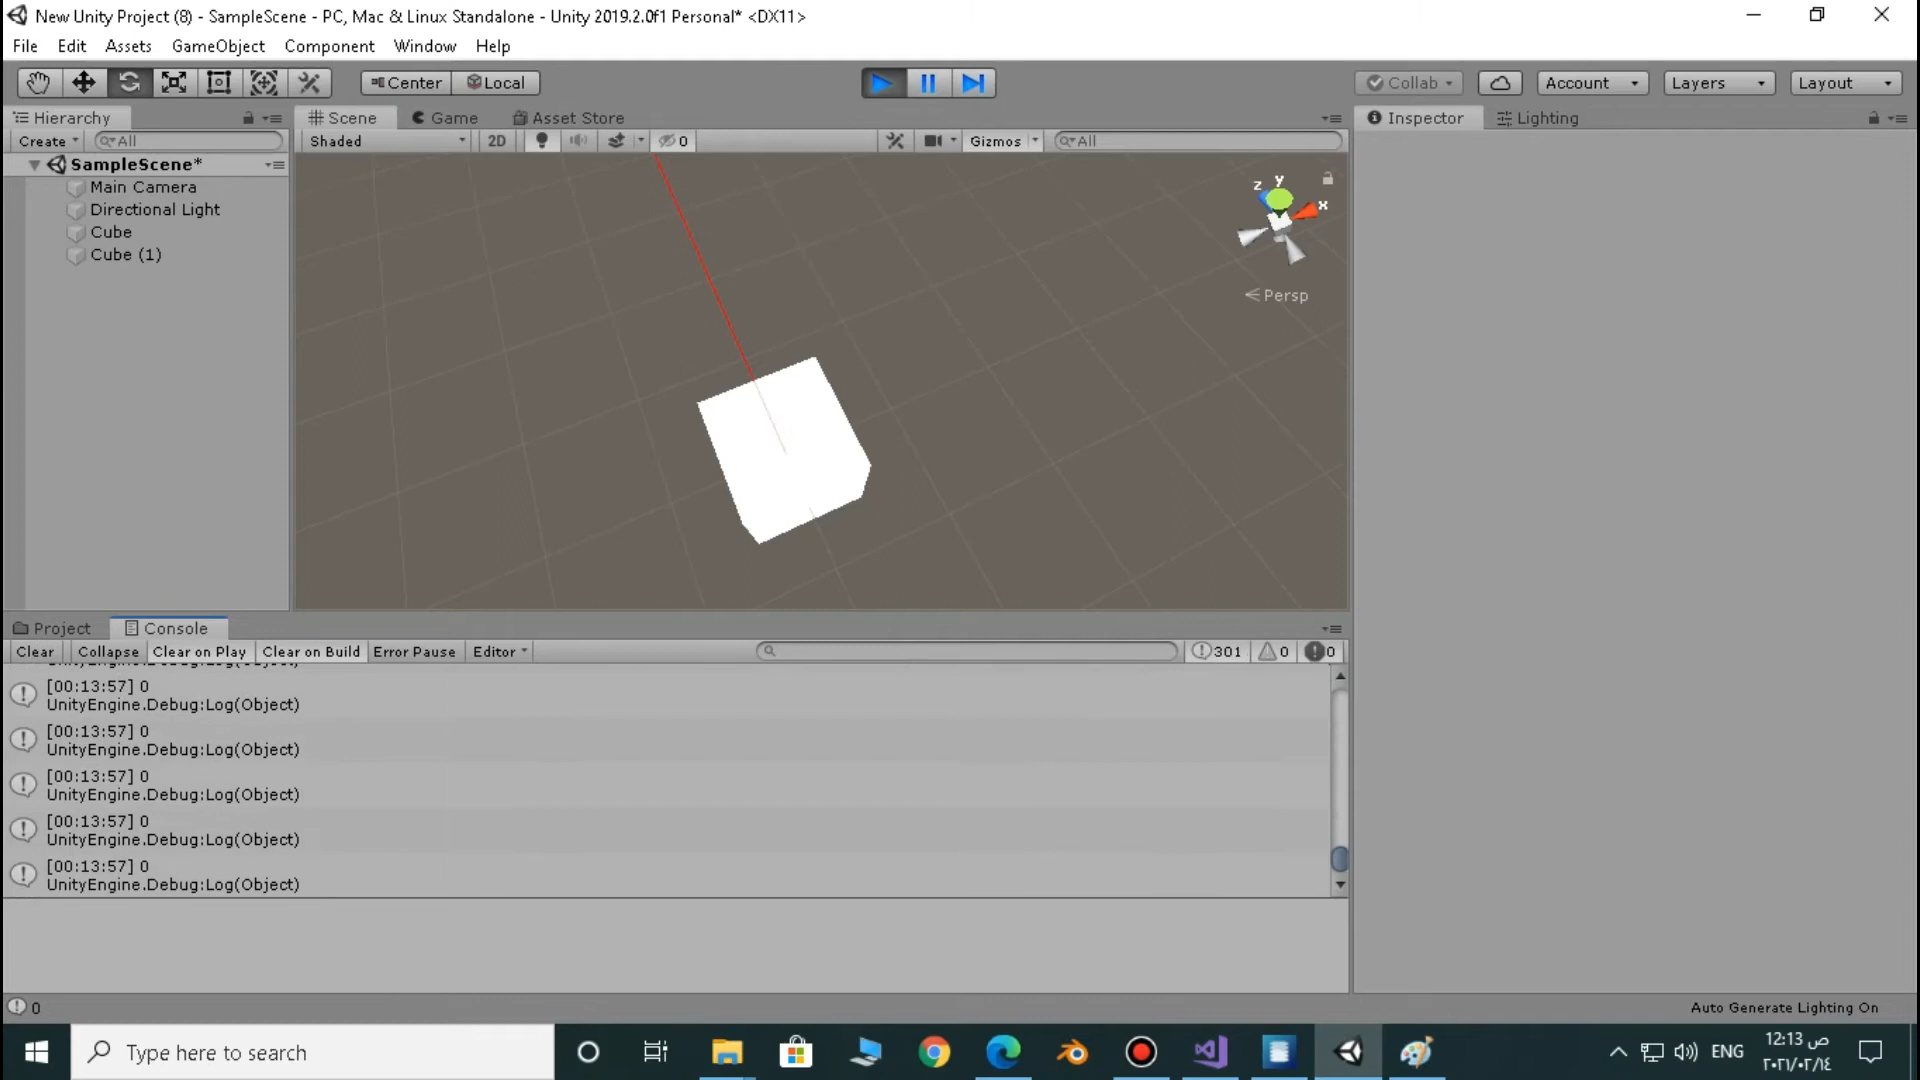 New Unity Project (8) - SampleScene - PC, Mac & Linux Standalone - Unity 2019.2.0f1 Personal* <DX11>
File Edit Assets GameObject Component Window Help
Center Local Collab Account Layers Layout
Hierarchy Scene Game Asset Store Inspector Lighting
Create All Shaded 2D 0 Gizmos All
SampleScene*
Main Camera
Directional Light
Cube
Cube (1)
y
z
x
Persp
Project Console
Clear Collapse Clear on Play Clear on Build Error Pause Editor 301 0 0
UnityEngine.Debug:Log(Object)
[00:13:57] 0
UnityEngine.Debug:Log(Object)
[00:13:57] 0
UnityEngine.Debug:Log(Object)
[00:13:57] 0
UnityEngine.Debug:Log(Object)
[00:13:57] 0
UnityEngine.Debug:Log(Object)
[00:13:57] 0
UnityEngine.Debug:Log(Object)
0
Auto Generate Lighting On
Type here to search
ENG
12:13 ص
٢٠٢١/٠٢/١٤